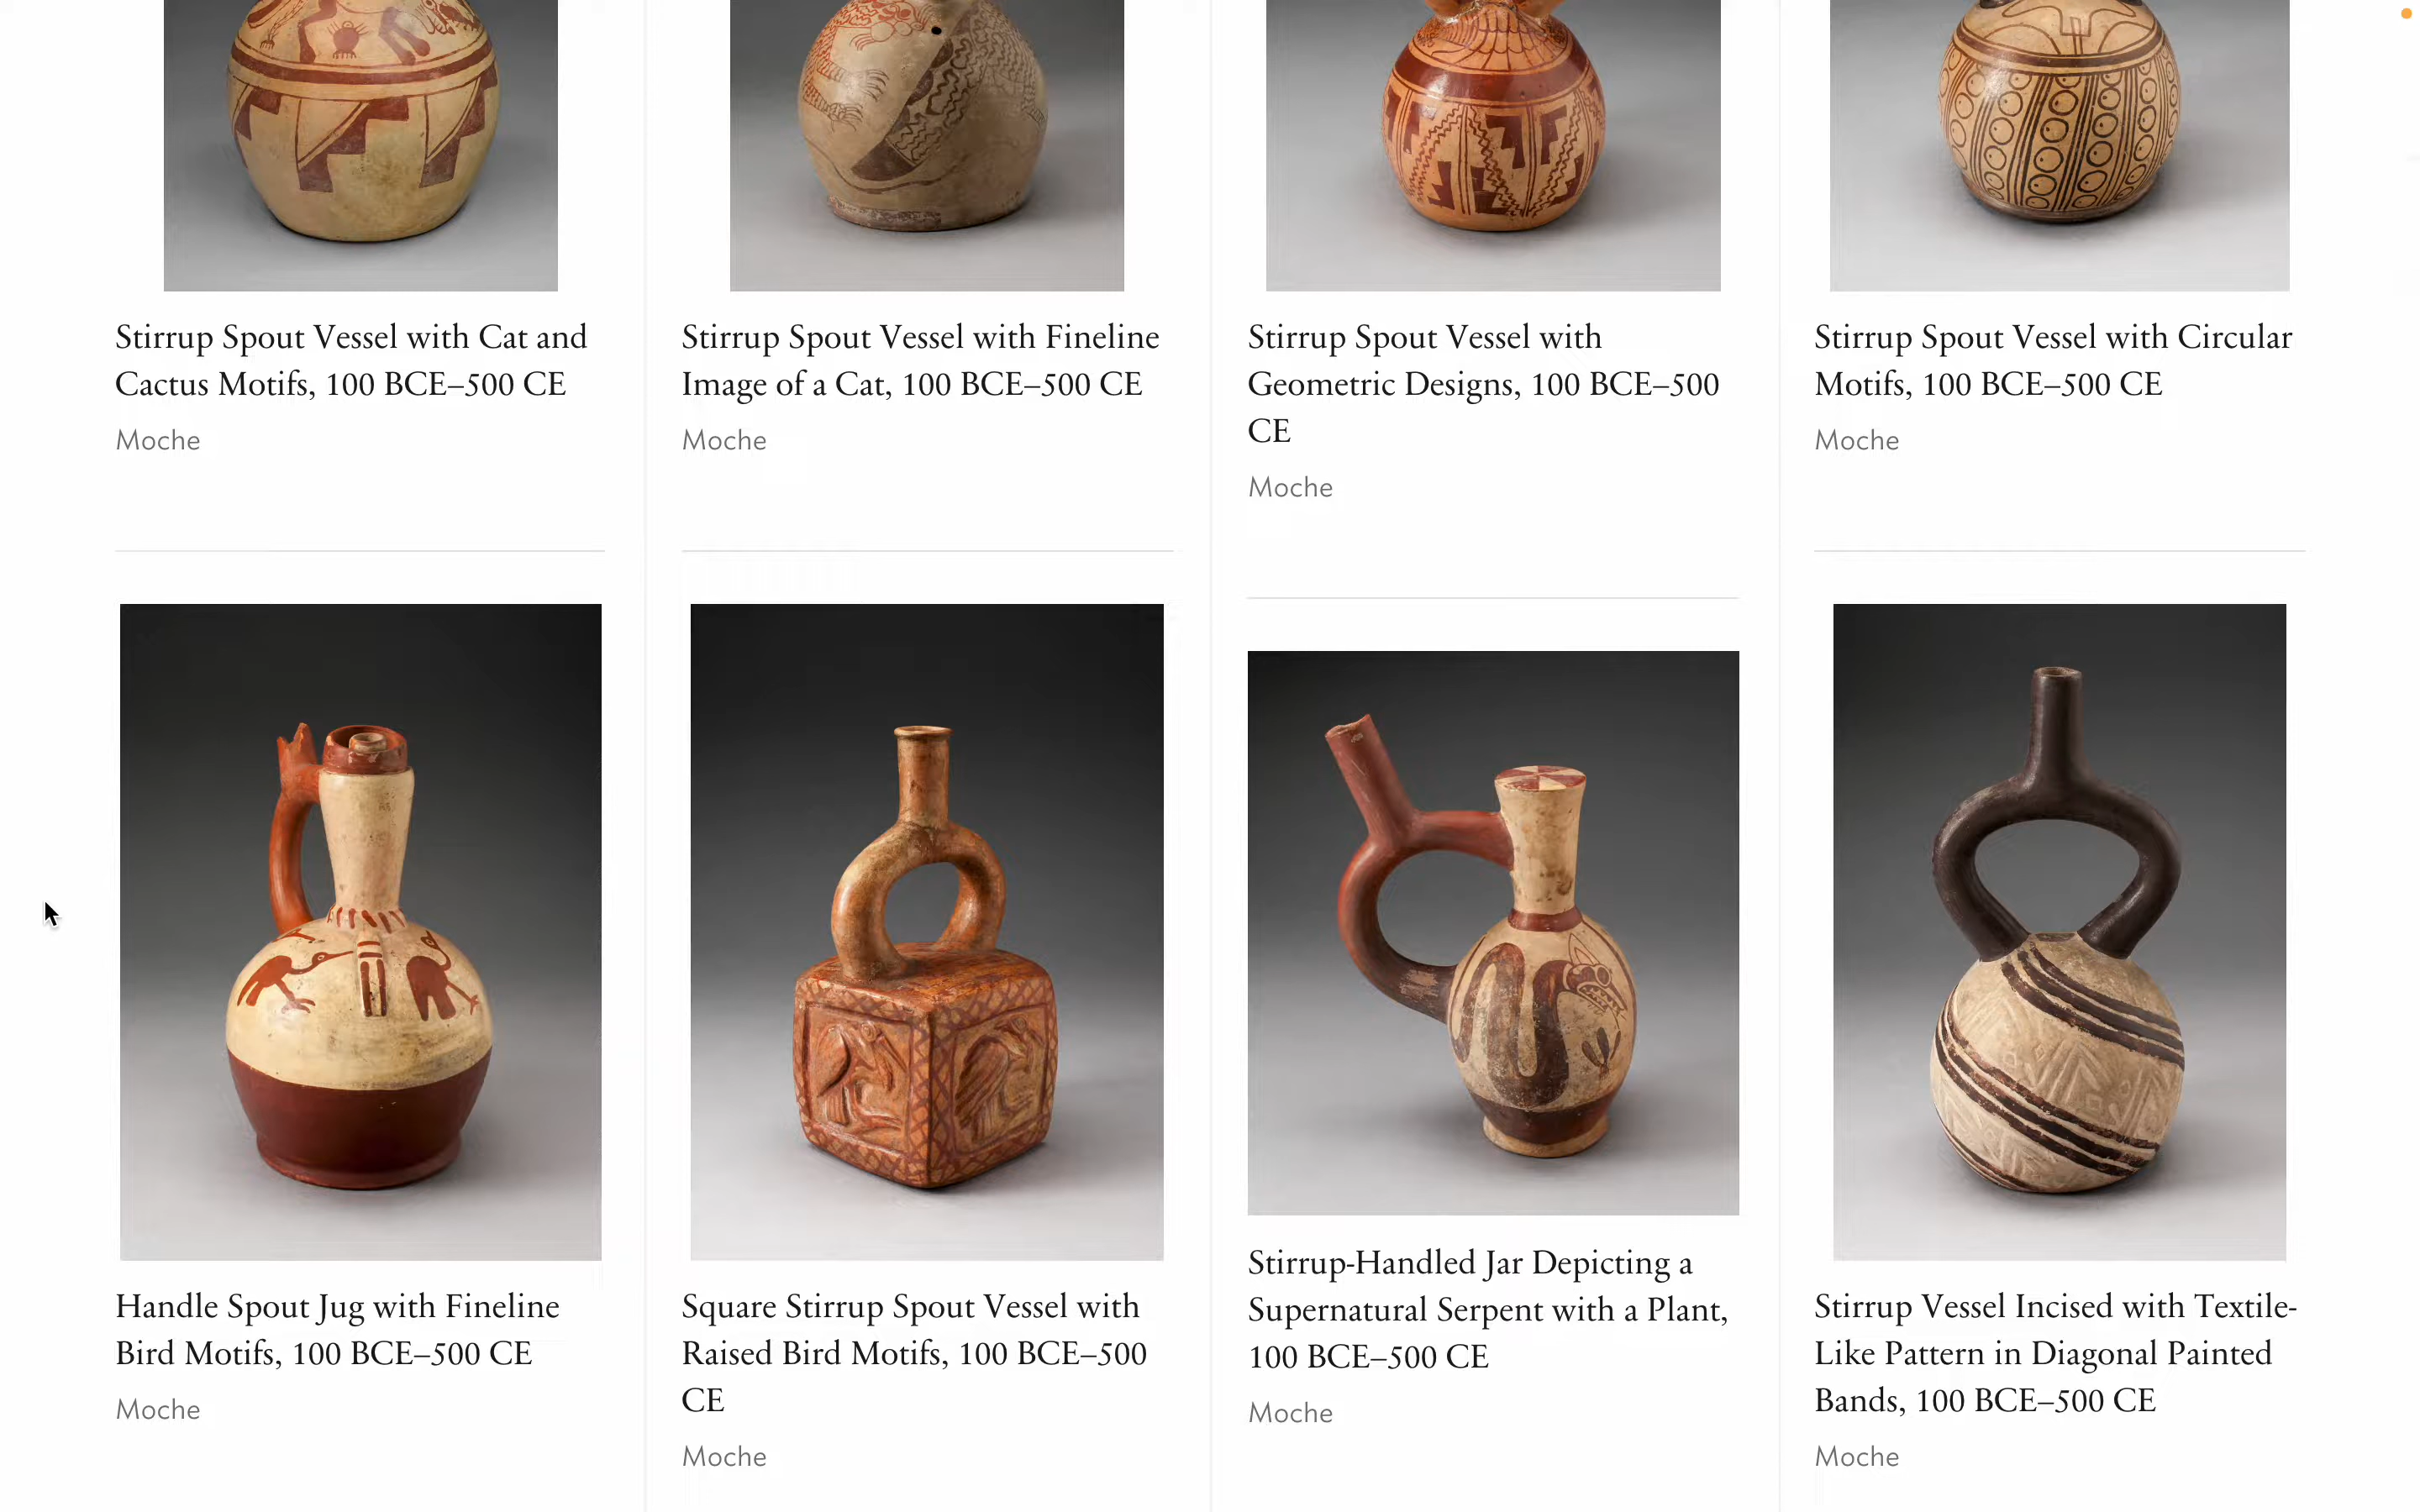 Stirrup Spout Vessel with Cat and
Cactus Motifs, 100 BCE–500 CE
Moche
Stirrup Spout Vessel with Fineline
Image of a Cat, 100 BCE–500 CE
Moche
Stirrup Spout Vessel with
Geometric Designs, 100 BCE–500
CE
Moche
Stirrup Spout Vessel with Circular
Motifs, 100 BCE–500 CE
Moche
Handle Spout Jug with Fineline
Bird Motifs, 100 BCE–500 CE
Moche
Square Stirrup Spout Vessel with
Raised Bird Motifs, 100 BCE–500
CE
Moche
Stirrup-Handled Jar Depicting a
Supernatural Serpent with a Plant,
100 BCE–500 CE
Moche
Stirrup Vessel Incised with Textile-
Like Pattern in Diagonal Painted
Bands, 100 BCE–500 CE
Moche